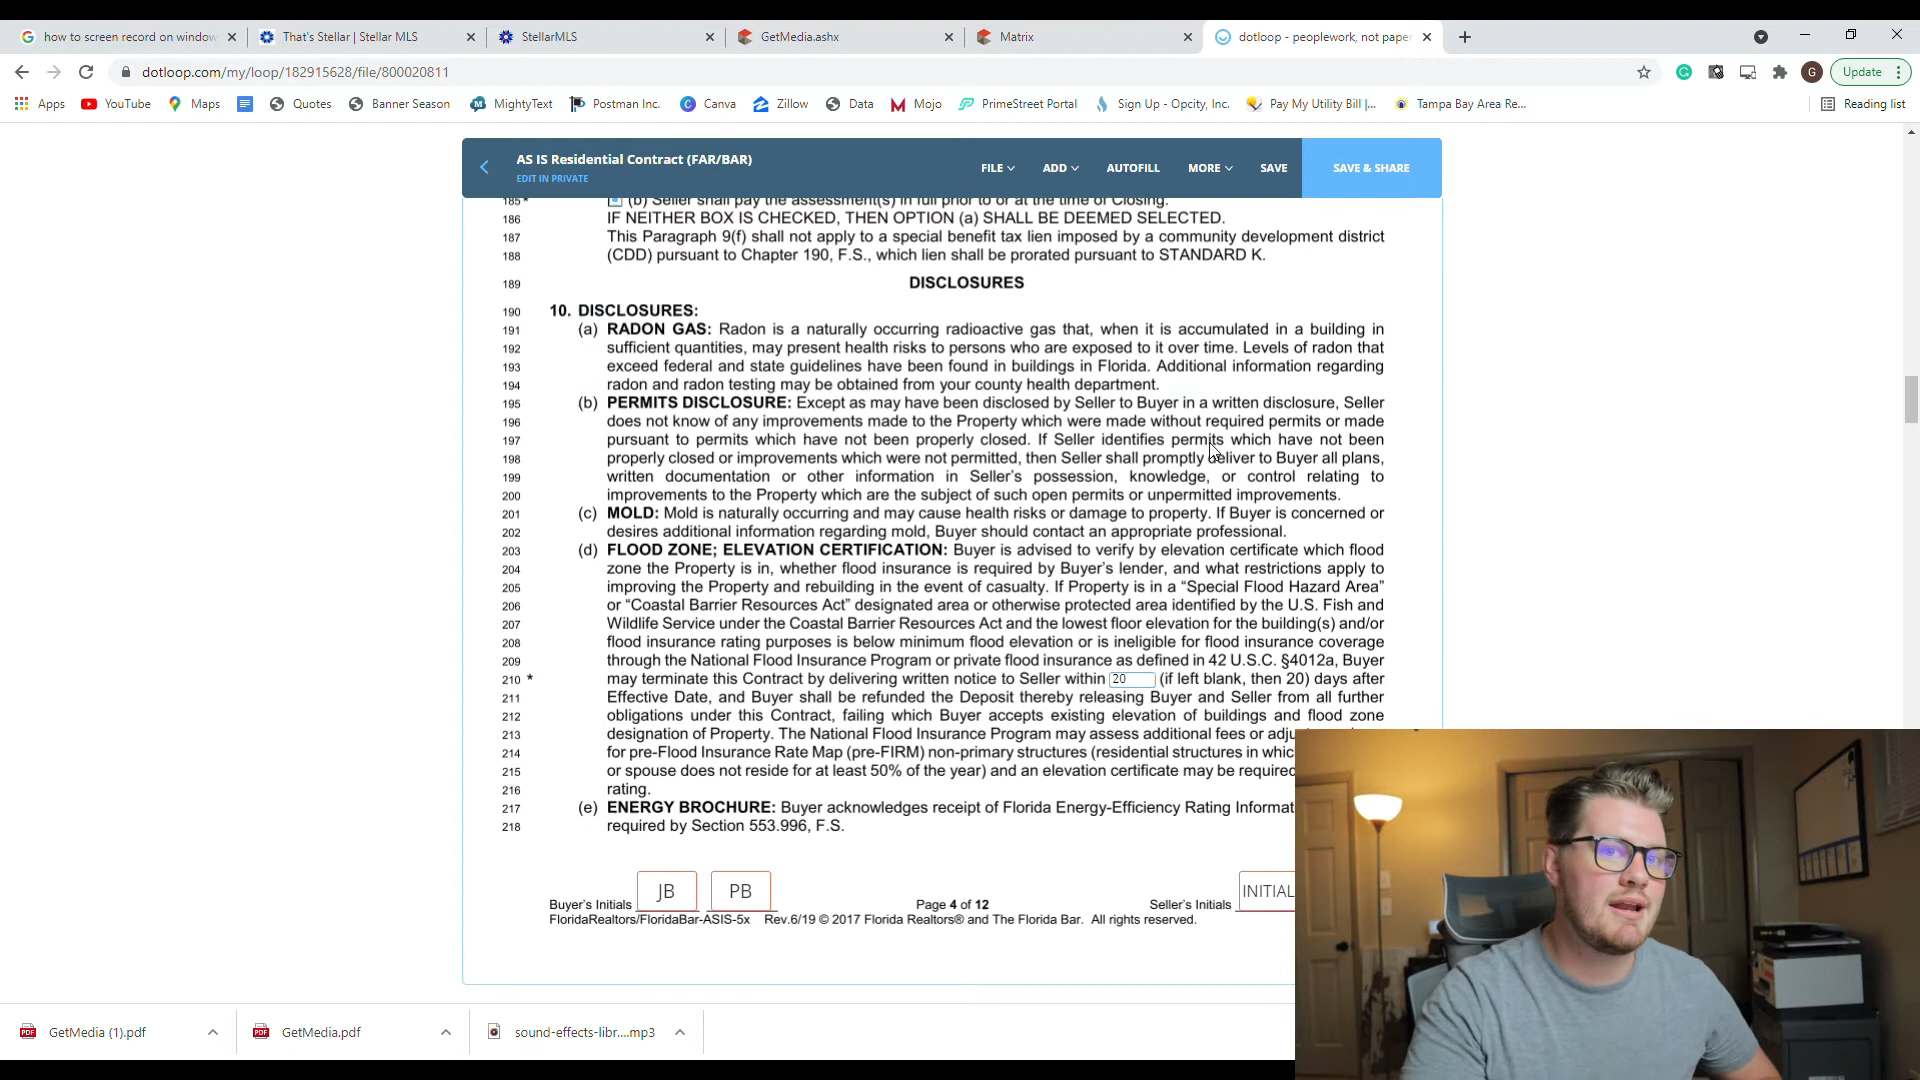 how to screen record on window
That's Stellar | Stellar MLS
StellarMLS
GetMedia.ashx
Matrix
dotloop - peoplework, not paper
dotloop.com/my/loop/182915628/file/800020811
G
Update
Apps
YouTube
Maps
Quotes
Banner Season
MightyText
Postman Inc.
Canva
Zillow
Data
Mojo
PrimeStreet Portal
Sign Up - Opcity, Inc.
Pay My Utility Bill |...
Tampa Bay Area Re...
Reading list
AS IS Residential Contract (FAR/BAR)
EDIT IN PRIVATE
FILE
ADD
AUTOFILL
MORE
SAVE
SAVE & SHARE
185 * (b) Seller shall pay the assessment(s) in full prior to or at the time of Closing.
186 IF NEITHER BOX IS CHECKED, THEN OPTION (a) SHALL BE DEEMED SELECTED.
187 This Paragraph 9(f) shall not apply to a special benefit tax lien imposed by a community development district
188 (CDD) pursuant to Chapter 190, F.S., which lien shall be prorated pursuant to STANDARD K.
189 DISCLOSURES
190 10. DISCLOSURES:
191 (a) RADON GAS: Radon is a naturally occurring radioactive gas that, when it is accumulated in a building in
192 sufficient quantities, may present health risks to persons who are exposed to it over time. Levels of radon that
193 exceed federal and state guidelines have been found in buildings in Florida. Additional information regarding
194 radon and radon testing may be obtained from your county health department.
195 (b) PERMITS DISCLOSURE: Except as may have been disclosed by Seller to Buyer in a written disclosure, Seller
196 does not know of any improvements made to the Property which were made without required permits or made
197 pursuant to permits which have not been properly closed. If Seller identifies permits which have not been
198 properly closed or improvements which were not permitted, then Seller shall promptly deliver to Buyer all plans,
199 written documentation or other information in Seller's possession, knowledge, or control relating to
200 improvements to the Property which are the subject of such open permits or unpermitted improvements.
201 (c) MOLD: Mold is naturally occurring and may cause health risks or damage to property. If Buyer is concerned or
202 desires additional information regarding mold, Buyer should contact an appropriate professional.
203 (d) FLOOD ZONE; ELEVATION CERTIFICATION: Buyer is advised to verify by elevation certificate which flood
204 zone the Property is in, whether flood insurance is required by Buyer's lender, and what restrictions apply to
205 improving the Property and rebuilding in the event of casualty. If Property is in a "Special Flood Hazard Area"
206 or "Coastal Barrier Resources Act" designated area or otherwise protected area identified by the U.S. Fish and
207 Wildlife Service under the Coastal Barrier Resources Act and the lowest floor elevation for the building(s) and/or
208 flood insurance rating purposes is below minimum flood elevation or is ineligible for flood insurance coverage
209 through the National Flood Insurance Program or private flood insurance as defined in 42 U.S.C. §4012a, Buyer
210 * may terminate this Contract by delivering written notice to Seller within 20 (if left blank, then 20) days after
211 Effective Date, and Buyer shall be refunded the Deposit thereby releasing Buyer and Seller from all further
212 obligations under this Contract, failing which Buyer accepts existing elevation of buildings and flood zone
213 designation of Property. The National Flood Insurance Program may assess additional fees or
214 for pre-Flood Insurance Rate Map (pre-FIRM) non-primary structures (residential structures in
215 or spouse does not reside for at least 50% of the year) and an elevation certificate may be required
216 rating.
217 (e) ENERGY BROCHURE: Buyer acknowledges receipt of Florida Energy-Efficiency Rating
218 required by Section 553.996, F.S.
Buyer's Initials JB PB Page 4 of 12 Seller's Initials INITIAL
FloridaRealtors/FloridaBar-ASIS-5x Rev.6/19 © 2017 Florida Realtors® and The Florida Bar. All rights reserved.
GetMedia (1).pdf
GetMedia.pdf
sound-effects-libr....mp3